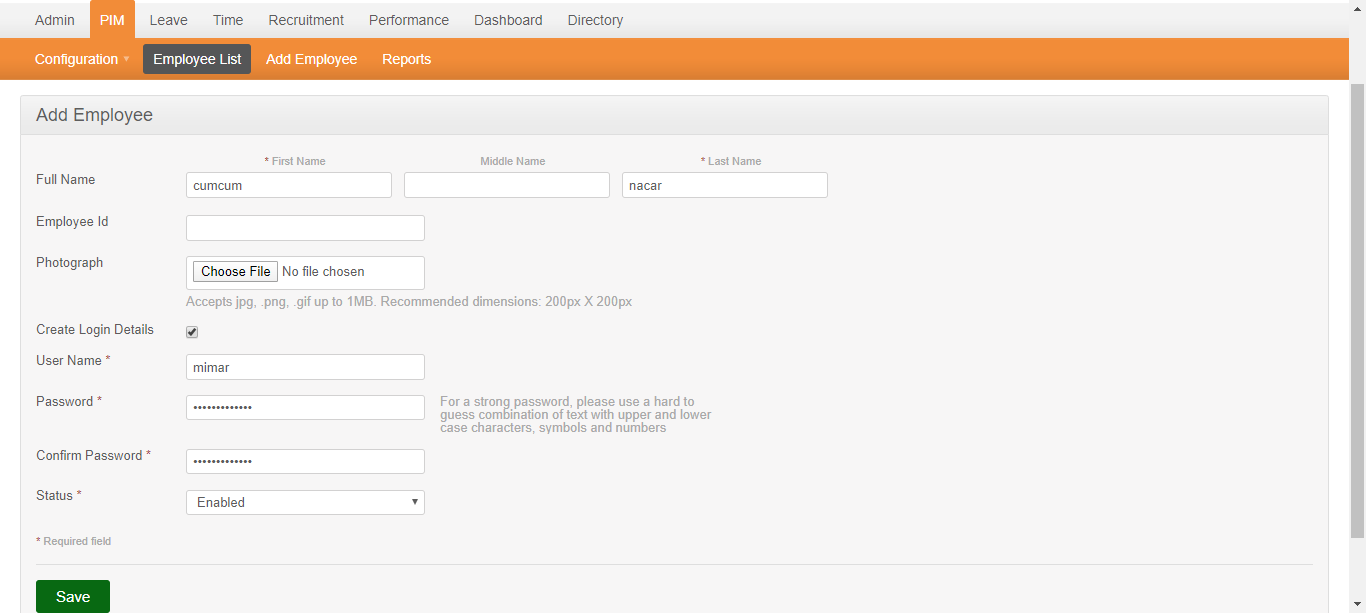 Admin PIM Leave Time Recruitment Performance Dashboard Directory
Configuration Employee List Add Employee Reports
Add Employee
* First Name Middle Name * Last Name
Full Name cumcum nacar
Employee Id
Photograph Choose File No file chosen
Accepts jpg, .png, .gif up to 1MB. Recommended dimensions: 200px X 200px
Create Login Details
User Name * mimar
Password * ••••••••••••• For a strong password, please use a hard to
guess combination of text with upper and lower
case characters, symbols and numbers
Confirm Password * •••••••••••••
Status * Enabled
* Required field
Save